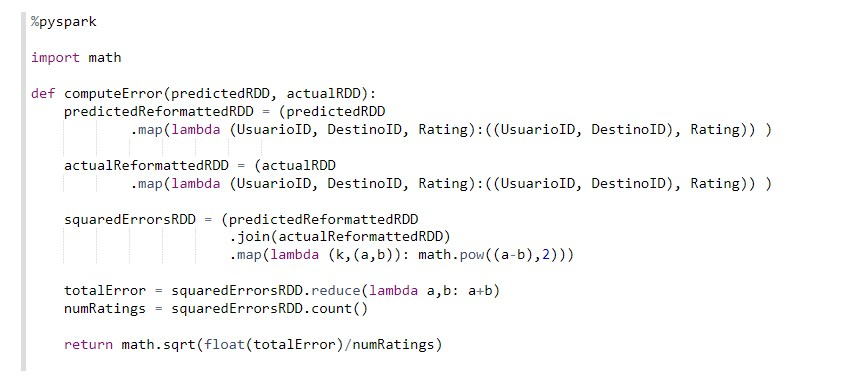 %pyspark
import math
def computeError(predictedRDD, actualRDD):
predictedReformattedRDD = (predictedRDD
.map(lambda (UsuarioID, DestinoID, Rating):((UsuarioID, DestinoID), Rating)) )
actualReformattedRDD = (actualRDD
.map(lambda (UsuarioID, DestinoID, Rating):((UsuarioID, DestinoID), Rating)) )
squaredErrorsRDD = (predictedReformattedRDD
.join(actualReformattedRDD)
.map(lambda (k,(a,b)): math.pow((a-b),2)))
totalError = squaredErrorsRDD.reduce(lambda a,b: a+b)
numRatings = squaredErrorsRDD.count()
return math.sqrt(float(totalError)/numRatings)